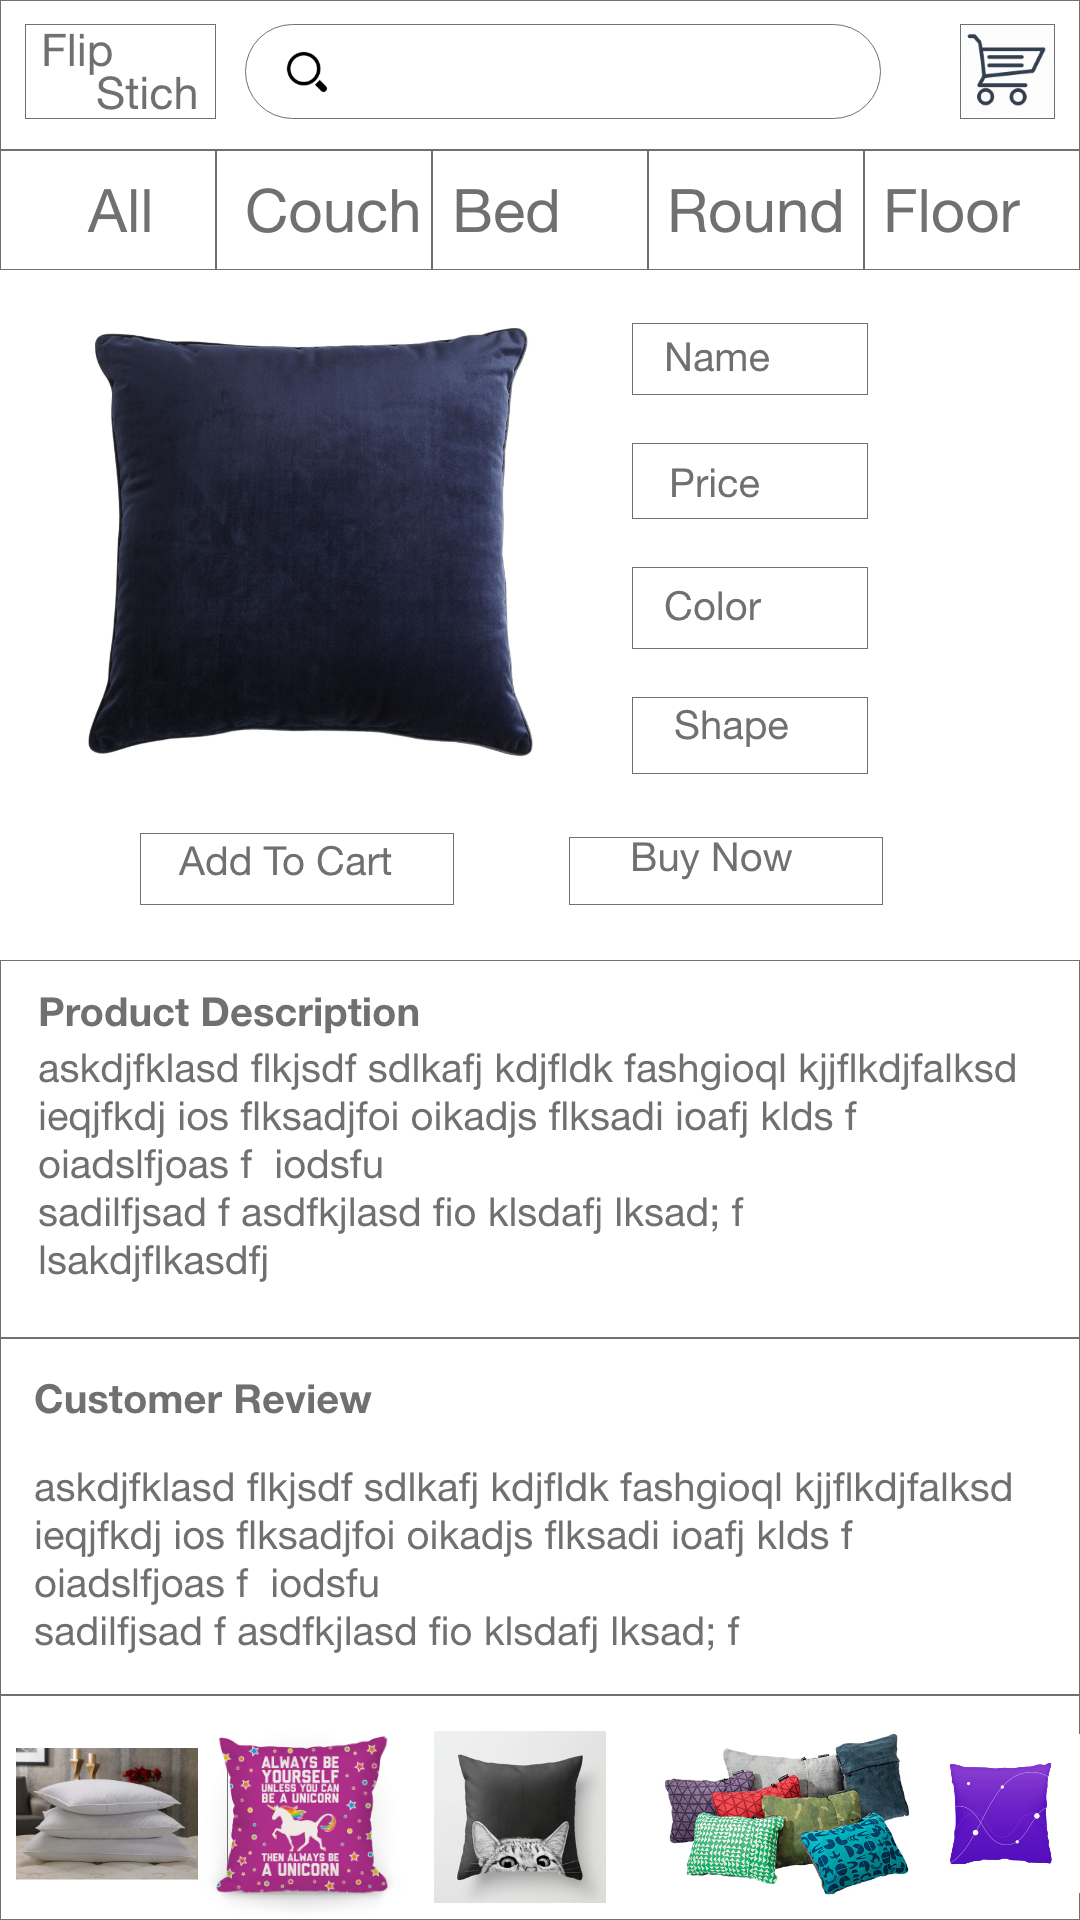 Flip
Stich
All
Couch
Bed
Round
Floor
Name
Price
Color
Shape
Add To Cart
Buy Now
Product Description
askdjfklasd flkjsdf sdlkafj kdjfldk fashgioql kjjflkdjfalksd
ieqjfkdj ios flksadjfoi oikadjs flksadi ioafj klds f
oiadslfjoas f  iodsfu
sadilfjsad f asdfkjlasd fio klsdafj lksad; f
lsakdjflkasdfj
Customer Review
askdjfklasd flkjsdf sdlkafj kdjfldk fashgioql kjjflkdjfalksd
ieqjfkdj ios flksadjfoi oikadjs flksadi ioafj klds f
oiadslfjoas f  iodsfu
sadilfjsad f asdfkjlasd fio klsdafj lksad; f
ALWAYS BE
YOURSELF
UNLESS YOU CAN
BE A UNICORN
THEN ALWAYS BE
A UNICORN